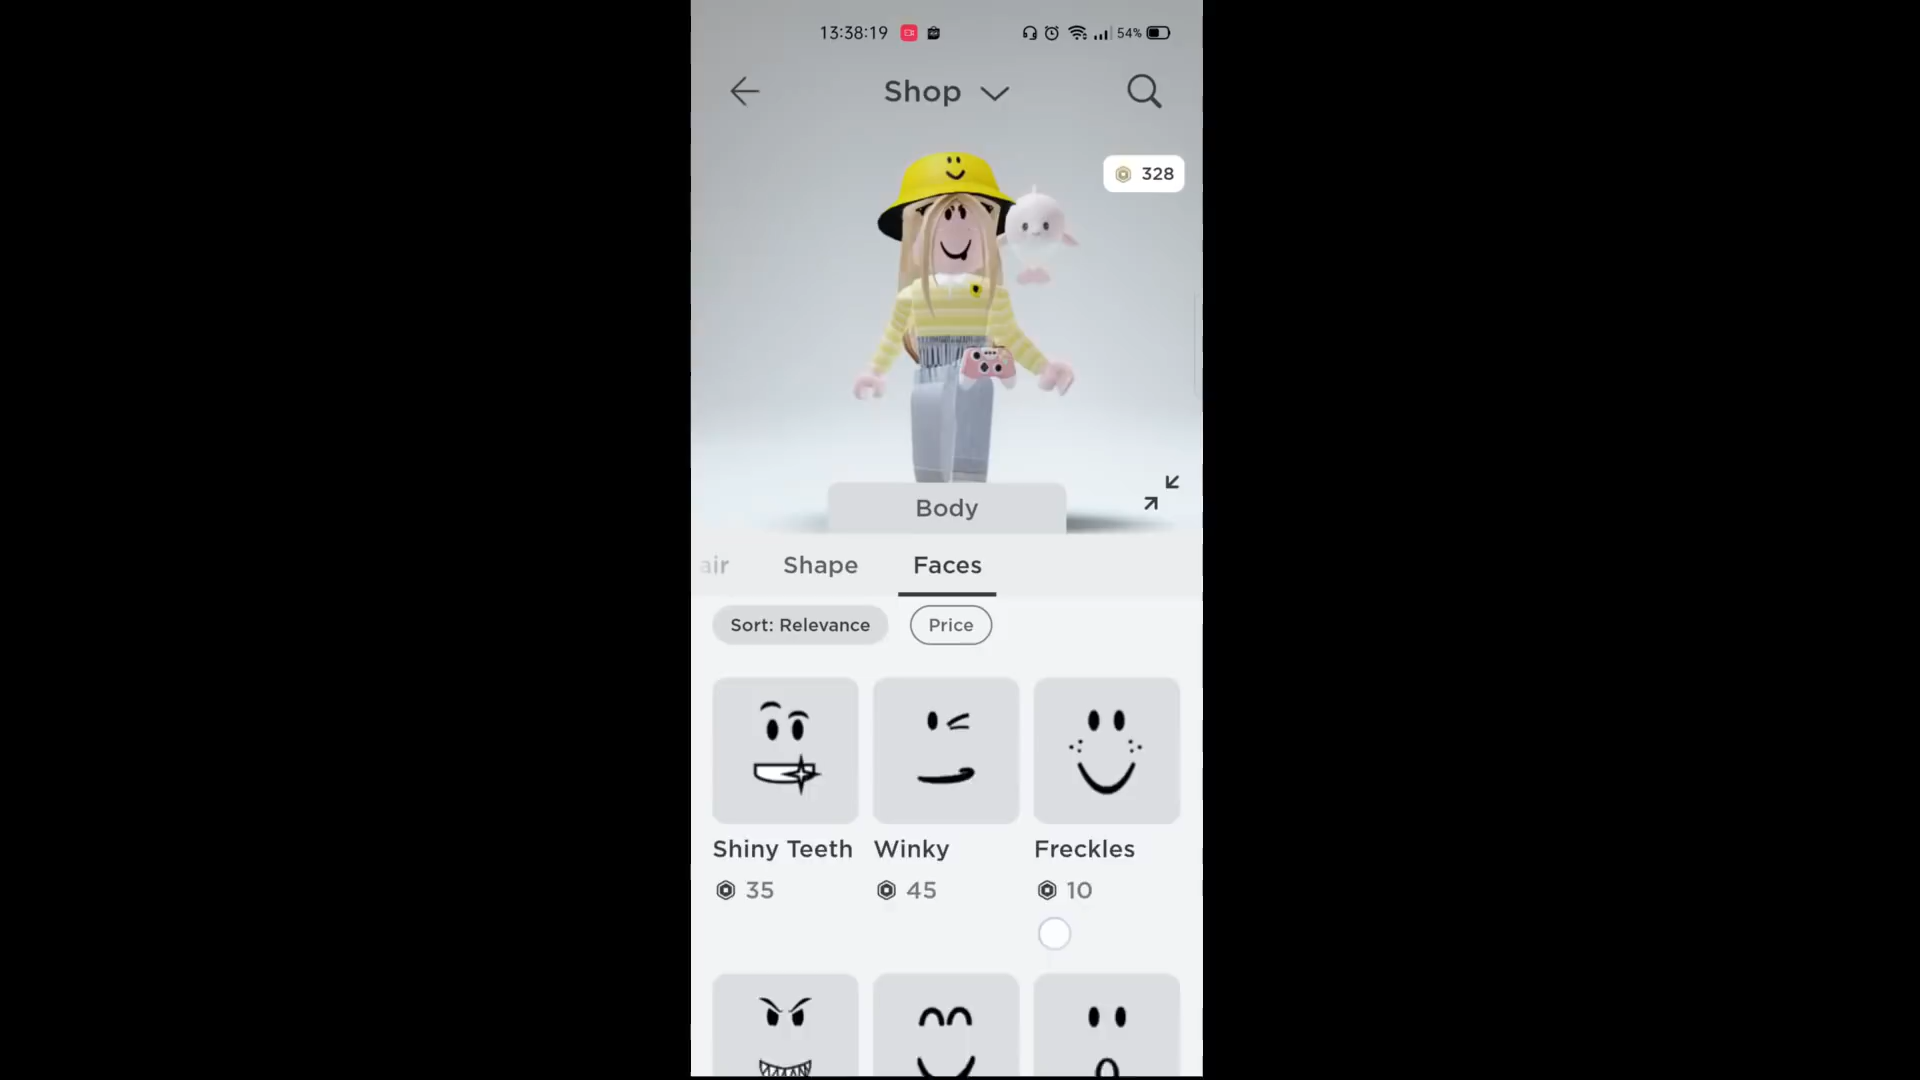 13:38:19
54%
Shop
328
Body
air
Shape
Faces
Sort: Relevance
Price
Shiny Teeth
Winky
Freckles
35
45
10